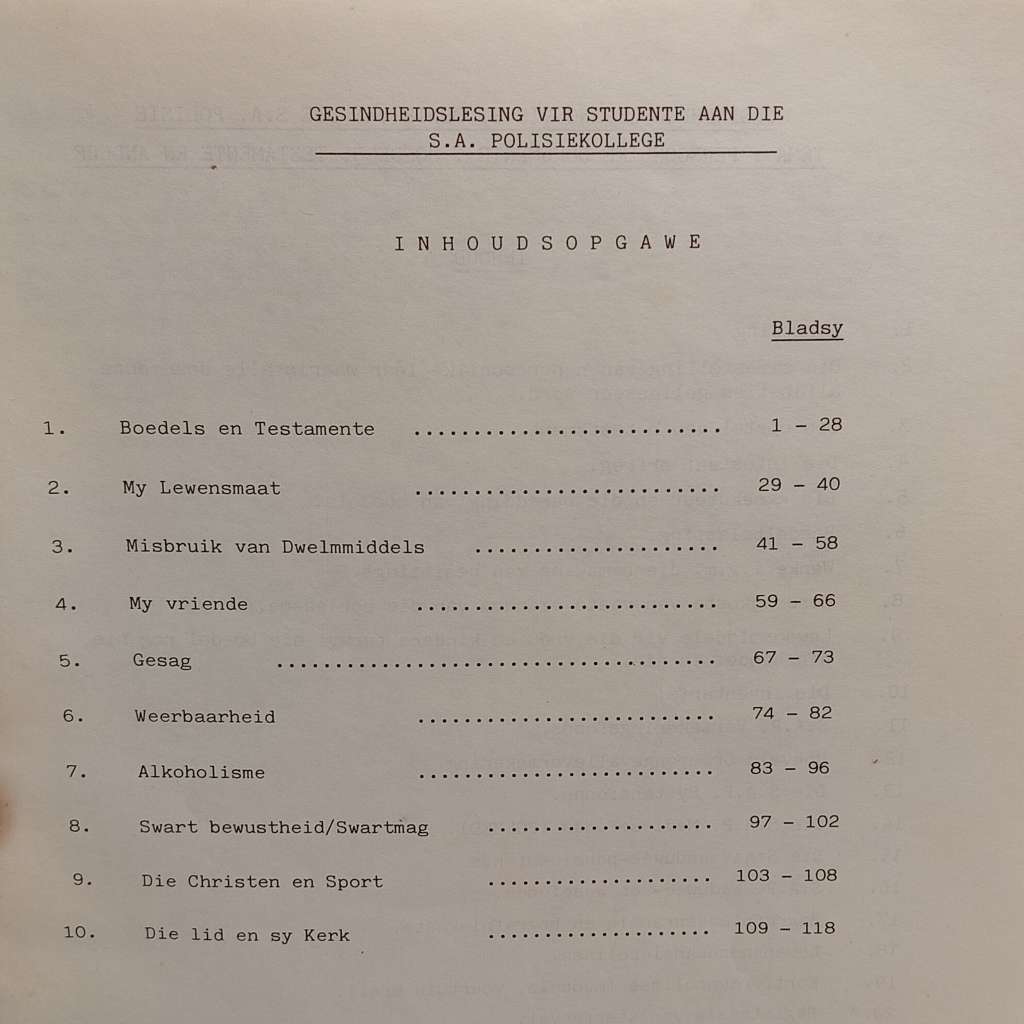 GESINDHEIDSLESING VIR STUDENTE AAN DIE
S.A. POLISIEKOLLEGE
I N H O U D S O P G A W E
Bladsy
1. Boedels en Testamente .......................... 1 - 28
2. My Lewensmaat .......................... 29 - 40
3. Misbruik van Dwelmmiddels ..................... 41 - 58
4. My vriende .......................... 59 - 66
5. Gesag ...................................... 67 - 73
6. Weerbaarheid .......................... 74 - 82
7. Alkoholisme .......................... 83 - 96
8. Swart bewustheid/Swartmag .................... 97 - 102
9. Die Christen en Sport .................... 103 - 108
10. Die lid en sy Kerk .................... 109 - 118